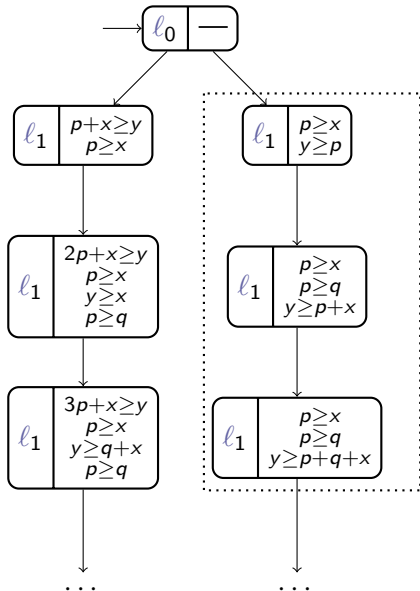 ℓ0 —
ℓ1
p+x≥y
p≥x
ℓ1
p≥x
y≥p
ℓ1
2p+x≥y
p≥x
y≥x
p≥q
ℓ1
p≥x
p≥q
y≥p+x
ℓ1
3p+x≥y
p≥x
y≥q+x
p≥q
ℓ1
p≥x
p≥q
y≥p+q+x
...
...